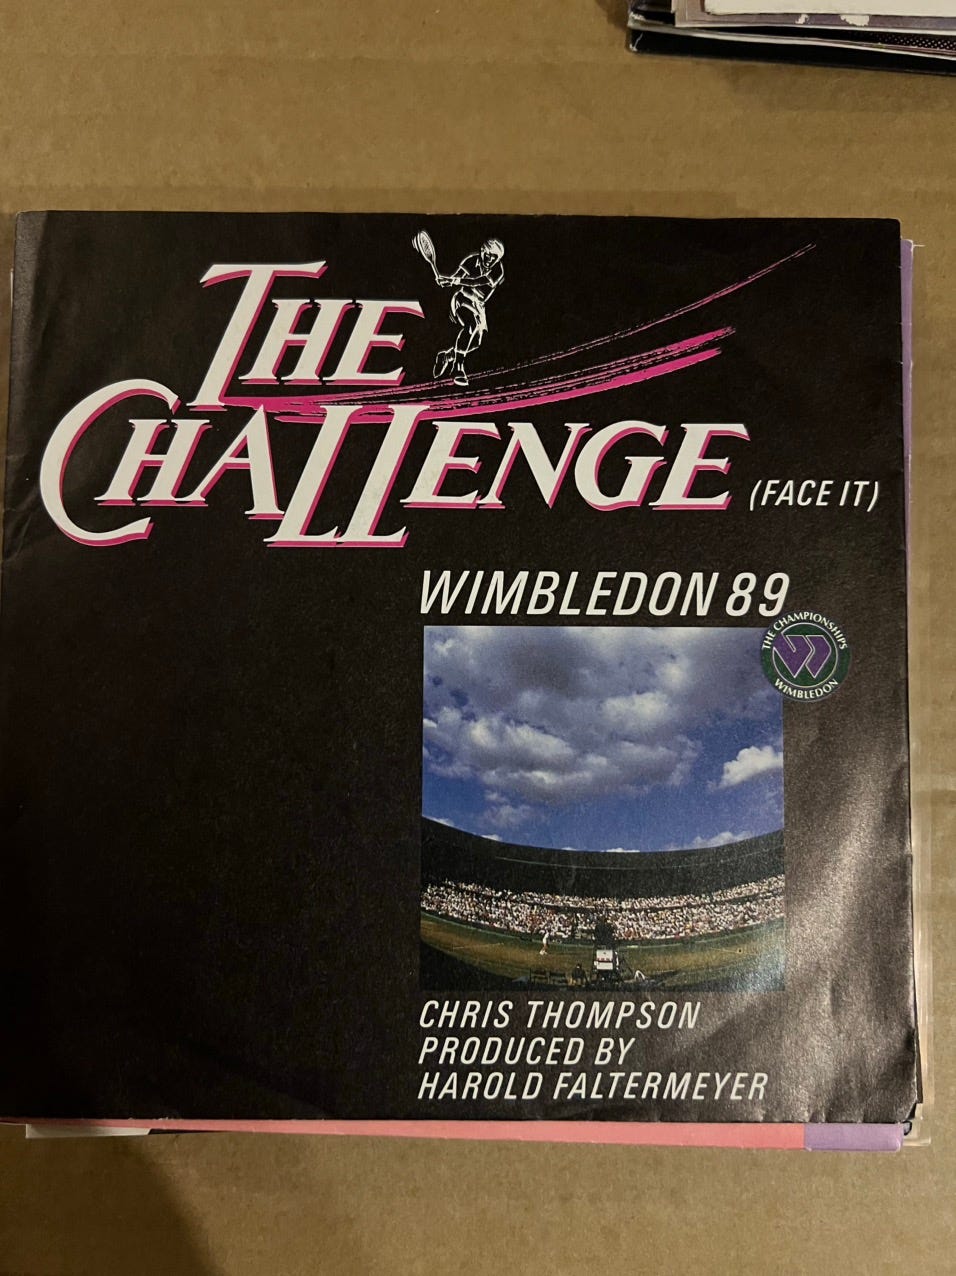 THE
CHALLENGE (FACE IT)
WIMBLEDON 89
THE CHAMPIONSHIPS
WIMBLEDON
CHRIS THOMPSON
PRODUCED BY
HAROLD FALTERMEYER